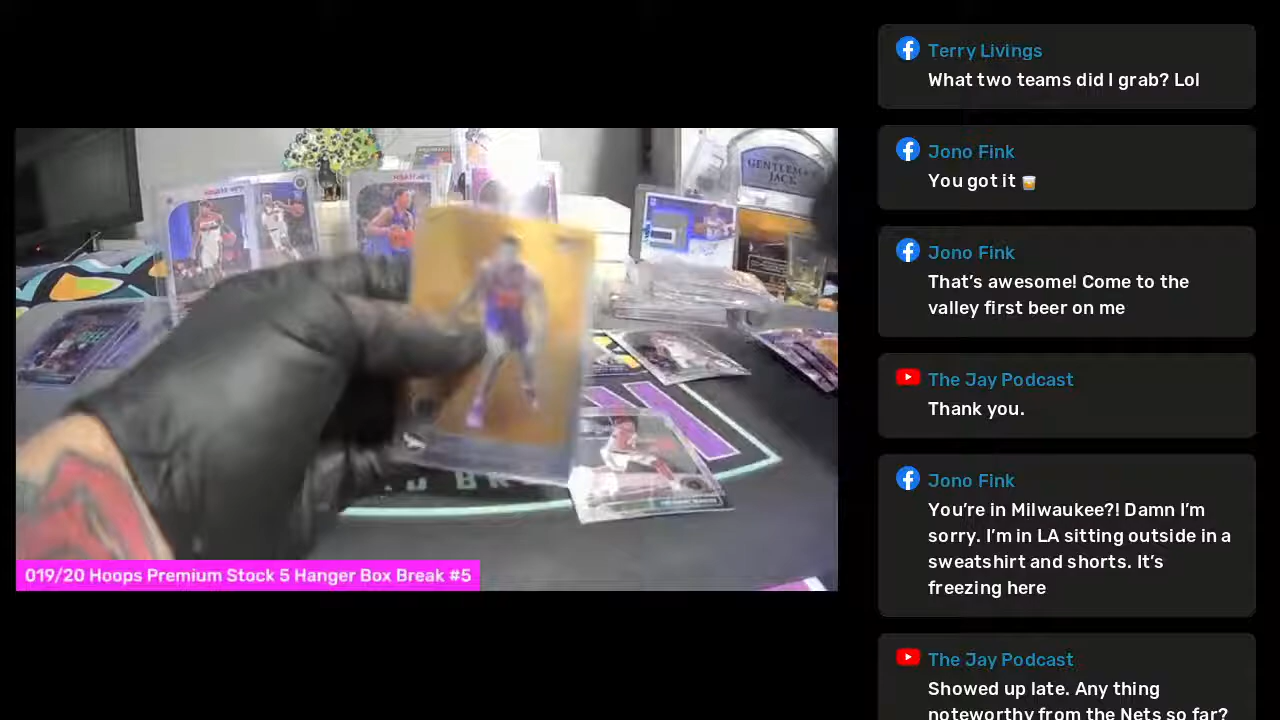 Terry Livings
What two teams did I grab? Lol
Jono Fink
You got it
Jono Fink
That’s awesome! Come to the
valley first beer on me
The Jay Podcast
Thank you.
Jono Fink
You’re in Milwaukee?! Damn I’m
sorry. I’m in LA sitting outside in a
sweatshirt and shorts. It’s
freezing here
The Jay Podcast
Showed up late. Any thing
noteworthy from the Nets so far?
GENTLEMAN
JACK
019/20 Hoops Premium Stock 5 Hanger Box Break #5